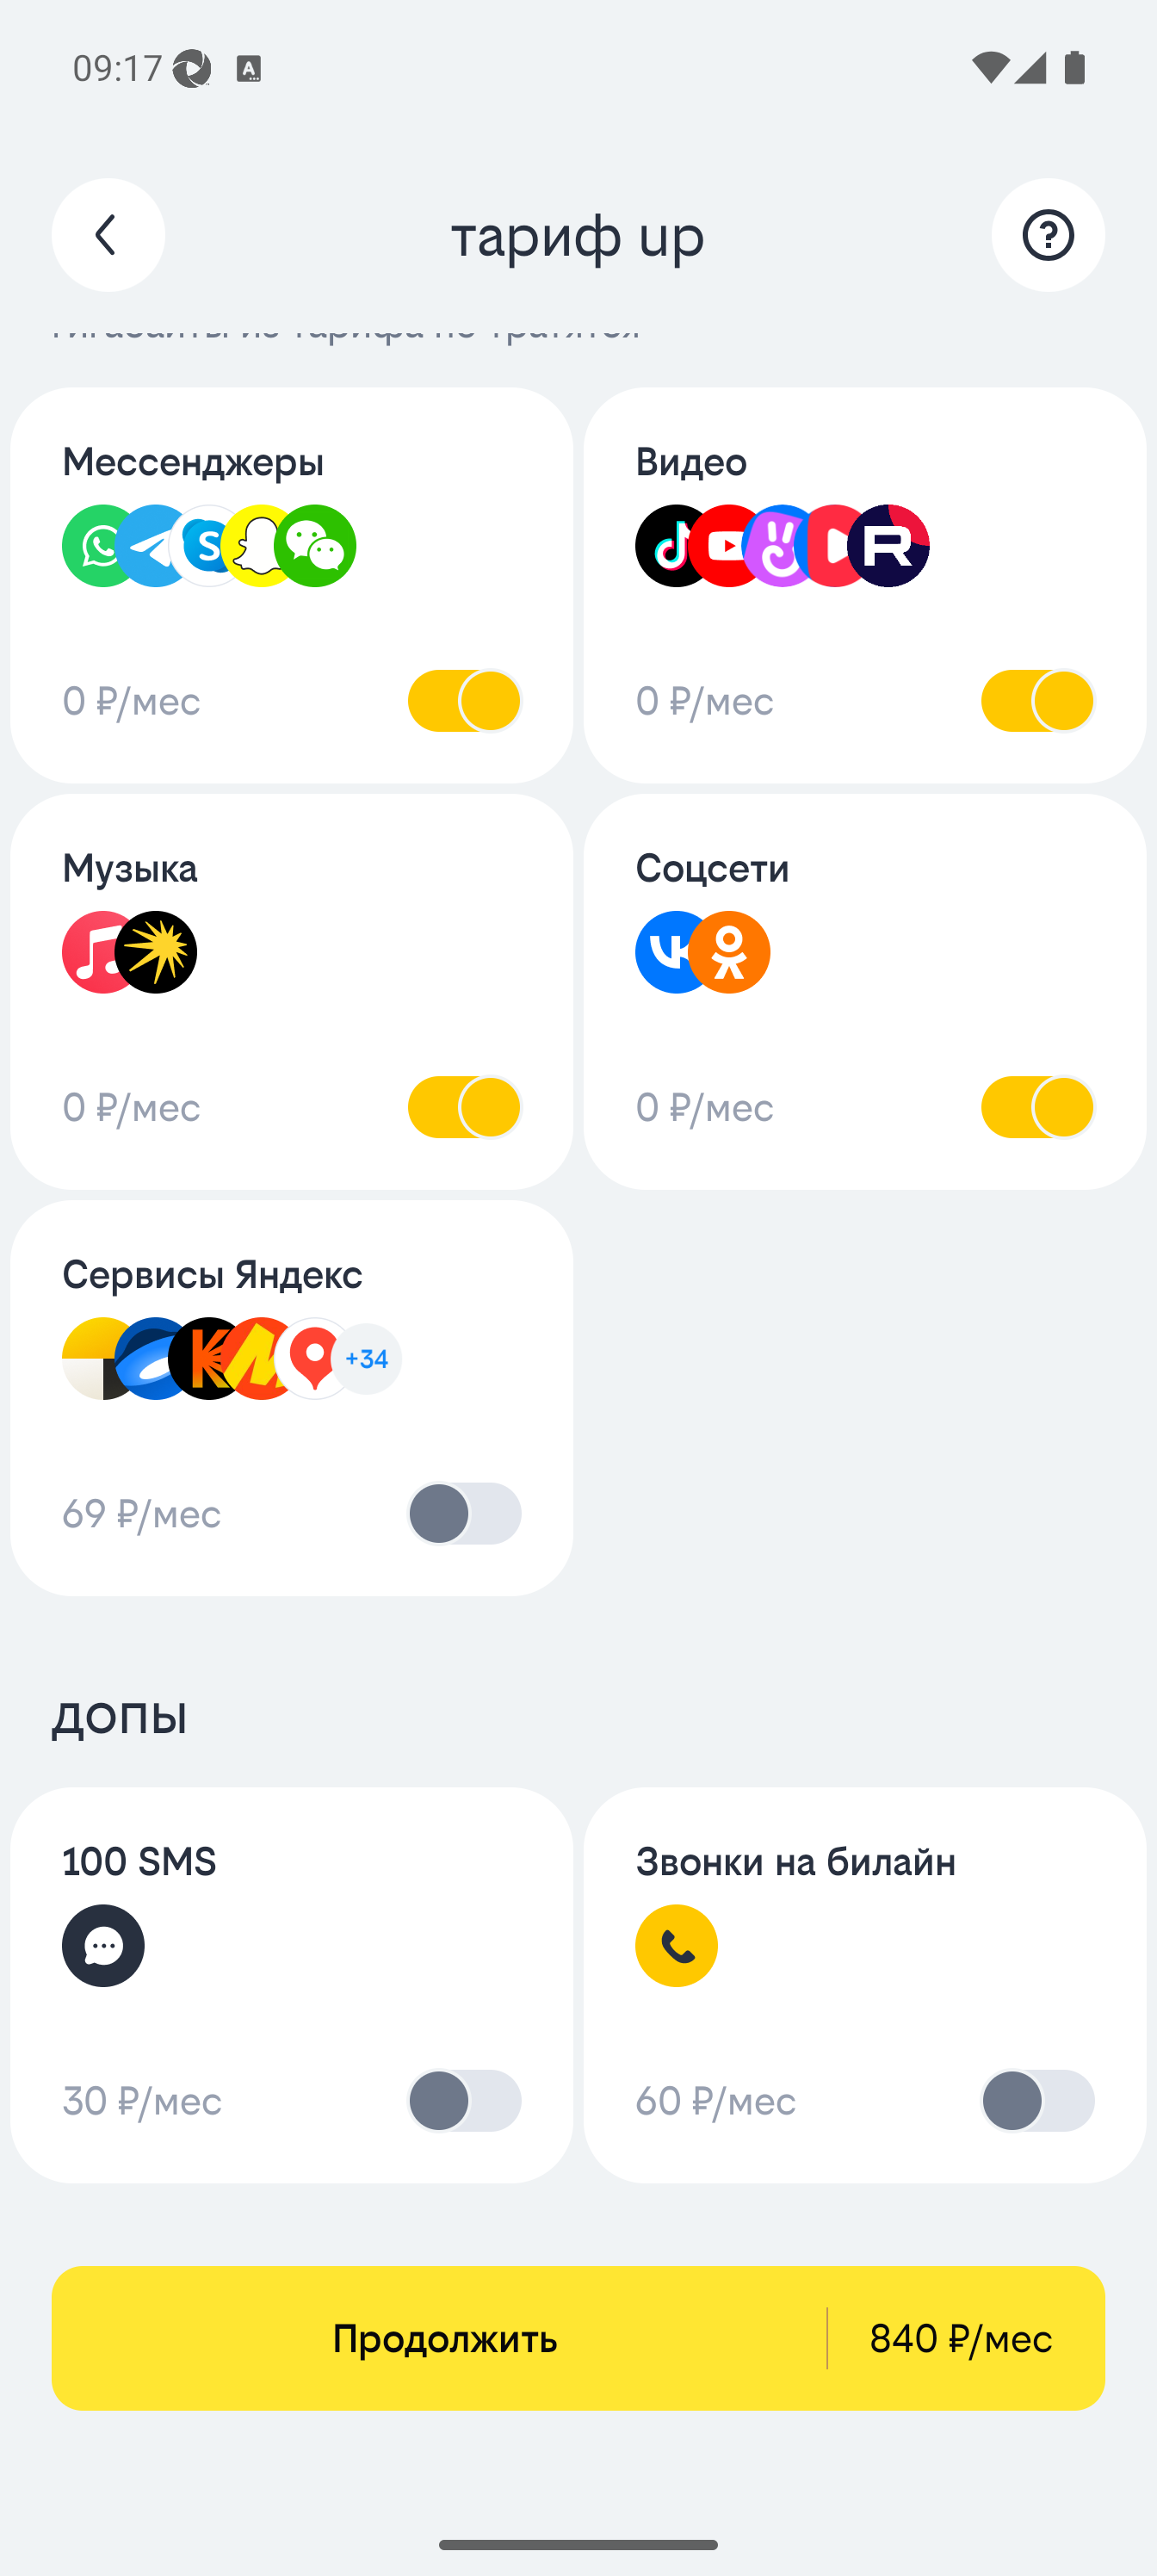 09:17
тариф up
Мессенджеры
Видео
0 ₽/мес
0 ₽/мес
Музыка
Соцсети
0 ₽/мес
0 ₽/мес
Сервисы Яндекс
+34
69 ₽/мес
допы
100 SMS
Звонки на билайн
30 ₽/мес
60 ₽/мес
Продолжить
840 ₽/мес